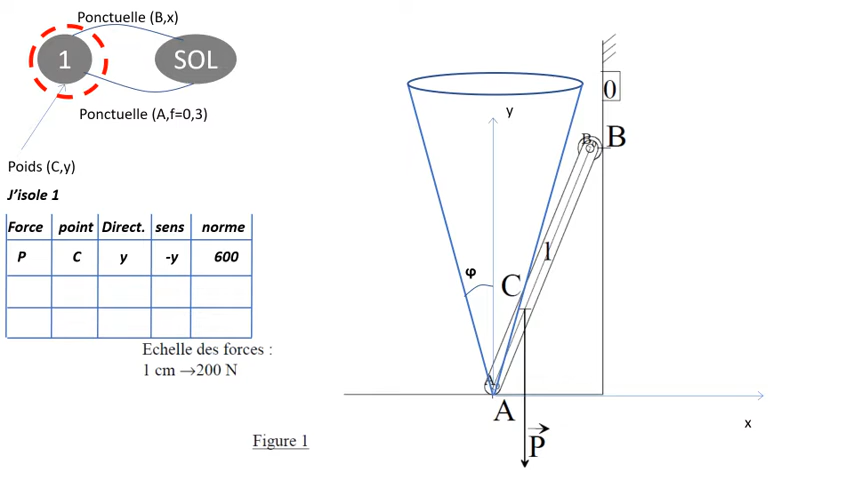 Ponctuelle (B,x)
1
SOL
Ponctuelle (A,f=0,3)
Poids (C,y)
J’isole 1
Force point Direct. sens norme
P C y -y 600
Echelle des forces :
1 cm →200 N
Figure 1
y
0
B
1
φ
C
A
P
x